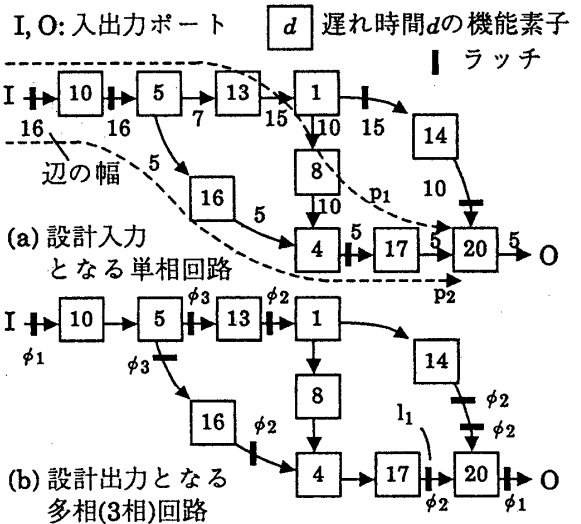 I, O: 入出力ポート
d 遅れ時間dの機能素子
ラッチ
I 10 5 13 1
16 16 7 15 10 15
14
辺の幅
5 16 5 8 10 p1 10
5 4 17 5 20 5 O
(a) 設計入力
となる単相回路
p2
I 10 5 ϕ3 13 ϕ2 1
ϕ1 ϕ3
14
16 8 l1 ϕ2
ϕ2 ϕ2
4 17 ϕ2 20 ϕ1 O
(b) 設計出力となる
多相(3相)回路